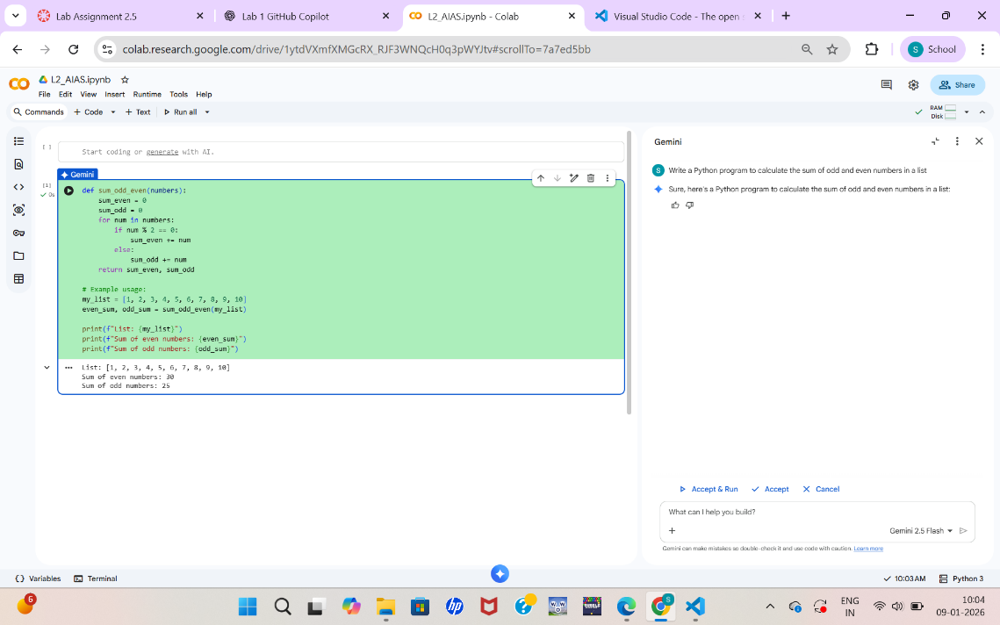 Lab Assignment 2.5
Lab 1 GitHub Copilot
L2_AIAS.ipynb - Colab
Visual Studio Code - The open s
colab.research.google.com/drive/1ytdVXmfXMGcRX_RJF3WNQcH0q3pWYJtv#scrollTo=7a7ed5bb
S School
L2_AIAS.ipynb
File Edit View Insert Runtime Tools Help
Share
Commands + Code + Text Run all
RAM
Disk
[ ] Start coding or generate with AI.
Gemini
[1]
0s
def sum_odd_even(numbers):
    sum_even = 0
    sum_odd = 0
    for num in numbers:
        if num % 2 == 0:
            sum_even += num
        else:
            sum_odd += num
    return sum_even, sum_odd
# Example usage:
my_list = [1, 2, 3, 4, 5, 6, 7, 8, 9, 10]
even_sum, odd_sum = sum_odd_even(my_list)
print(f"List: {my_list}")
print(f"Sum of even numbers: {even_sum}")
print(f"Sum of odd numbers: {odd_sum}")
List: [1, 2, 3, 4, 5, 6, 7, 8, 9, 10]
Sum of even numbers: 30
Sum of odd numbers: 25
Gemini
S Write a Python program to calculate the sum of odd and even numbers in a list
Sure, here's a Python program to calculate the sum of odd and even numbers in a list:
Accept & Run Accept Cancel
What can I help you build?
Gemini 2.5 Flash
Gemini can make mistakes so double-check it and use code with caution. Learn more
Variables Terminal
10:03 AM Python 3
6
S
ENG
IN
10:04
09-01-2026